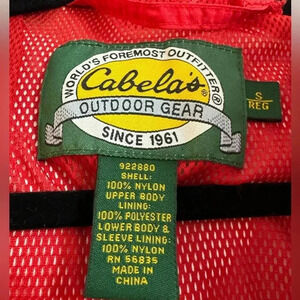 WORLD'S FOREMOST OUTFITTER®
Cabela's®
OUTDOOR GEAR
SINCE 1961
S
REG
922880
SHELL:
100% NYLON
UPPER BODY
LINING:
100% POLYESTER
LOWER BODY &
SLEEVE LINING:
100% NYLON
RN 56835
MADE IN
CHINA